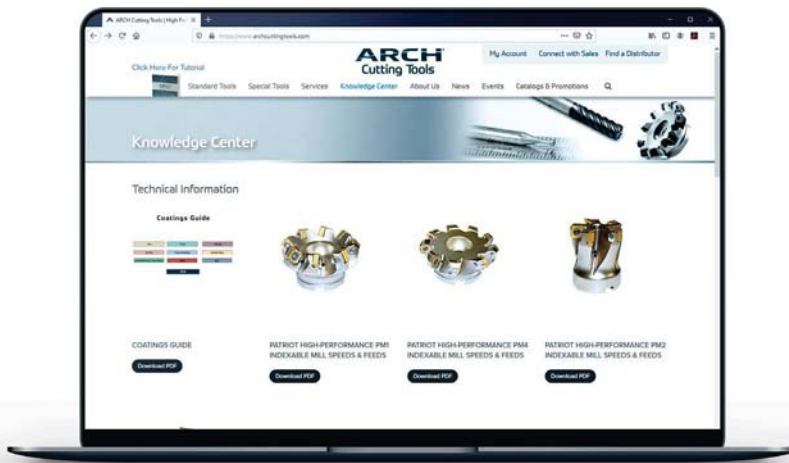 ARCH Cutting Tools | High Per
https://www.archcuttingtools.com
Click Here For Tutorial
ARCH
Cutting Tools
My Account Connect with Sales Find a Distributor
Standard Tools Special Tools Services Knowledge Center About Us News Events Catalogs & Promotions
Knowledge Center
Technical Information
Coatings Guide
COATINGS GUIDE
Download PDF
PATRIOT HIGH-PERFORMANCE PM1
INDEXABLE MILL SPEEDS & FEEDS
Download PDF
PATRIOT HIGH-PERFORMANCE PM4
INDEXABLE MILL SPEEDS & FEEDS
Download PDF
PATRIOT HIGH-PERFORMANCE PM2
INDEXABLE MILL SPEEDS & FEEDS
Download PDF